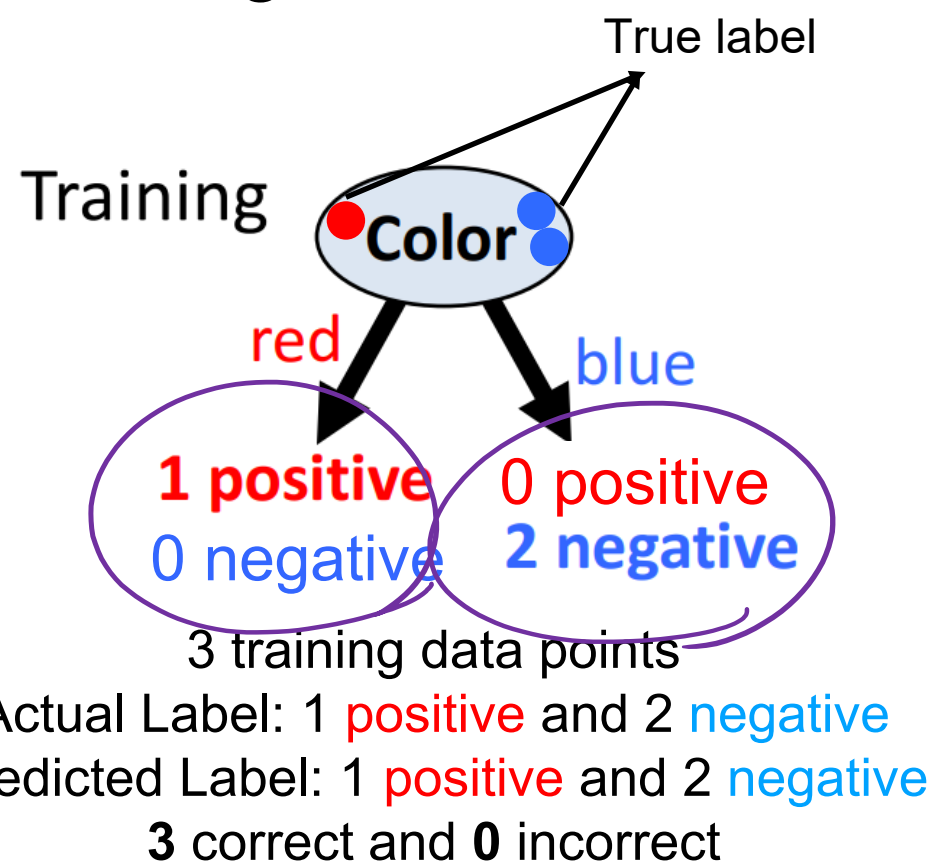 True label
Training
Color
red
blue
1 positive
0 negative
0 positive
2 negative
3 training data points
Actual Label: 1 positive and 2 negative
edicted Label: 1 positive and 2 negative
3 correct and 0 incorrect